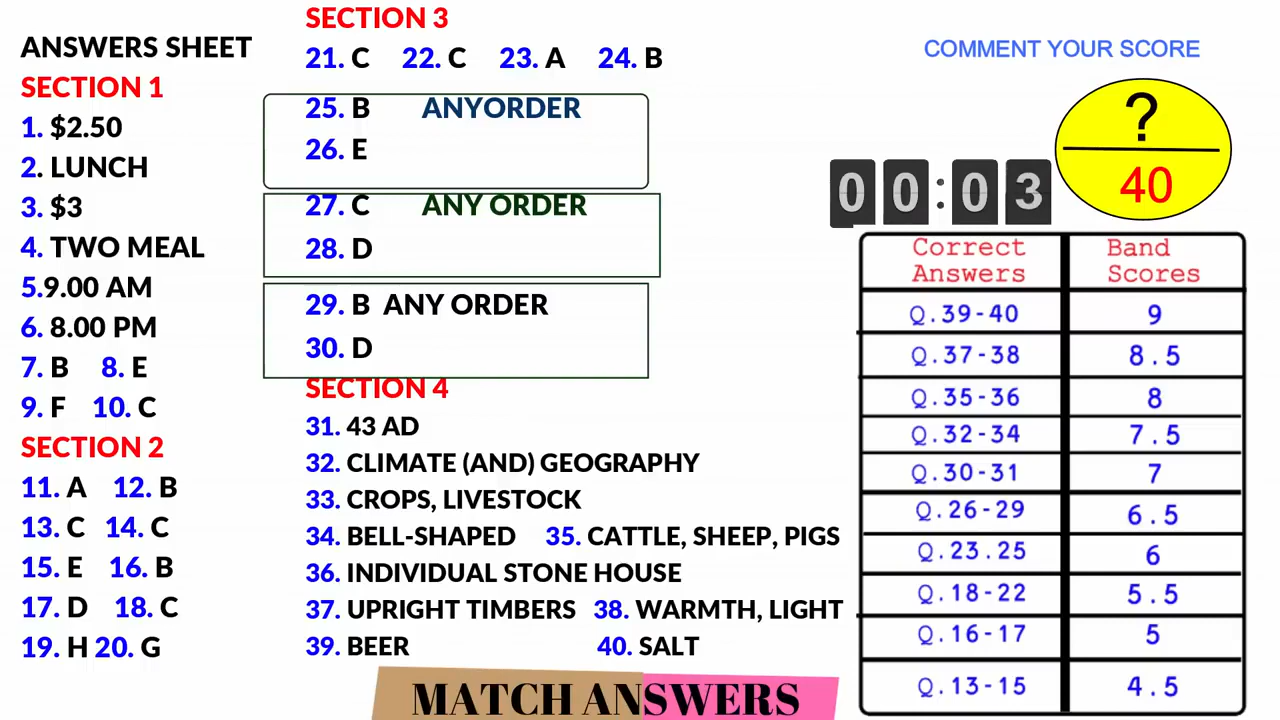 ANSWERS SHEET
SECTION 1
1. $2.50
2. LUNCH
3. $3
4. TWO MEAL
5.9.00 AM
6. 8.00 PM
7. B 8. E
9. F 10. C
SECTION 2
11. A 12. B
13. C 14. C
15. E 16. B
17. D 18. C
19. H 20. G
SECTION 3
21. C 22. C 23. A 24. B
25. B ANYORDER
26. E
27. C ANY ORDER
28. D
29. B ANY ORDER
30. D
SECTION 4
31. 43 AD
32. CLIMATE (AND) GEOGRAPHY
33. CROPS, LIVESTOCK
34. BELL-SHAPED 35. CATTLE, SHEEP, PIGS
36. INDIVIDUAL STONE HOUSE
37. UPRIGHT TIMBERS 38. WARMTH, LIGHT
39. BEER 40. SALT
MATCH ANSWERS
COMMENT YOUR SCORE
?
40
00:03
Correct Answers Band Scores
Q.39-40 9
Q.37-38 8.5
Q.35-36 8
Q.32-34 7.5
Q.30-31 7
Q.26-29 6.5
Q.23.25 6
Q.18-22 5.5
Q.16-17 5
Q.13-15 4.5